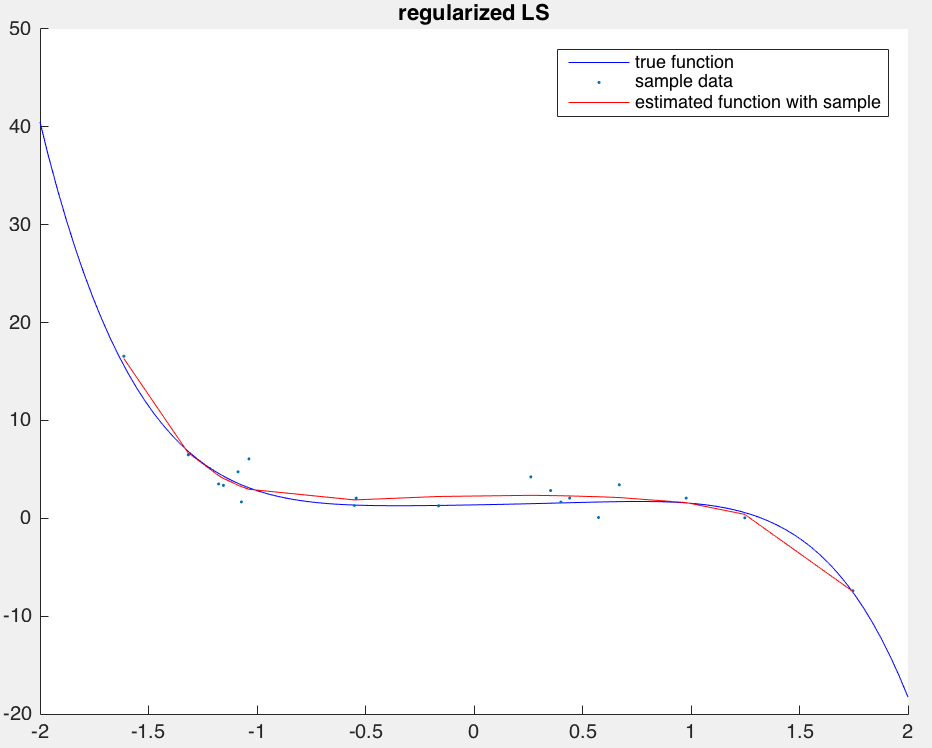 regularized LS
true function
sample data
estimated function with sample
50
40
30
20
10
0
-10
-20
-2 -1.5 -1 -0.5 0 0.5 1 1.5 2